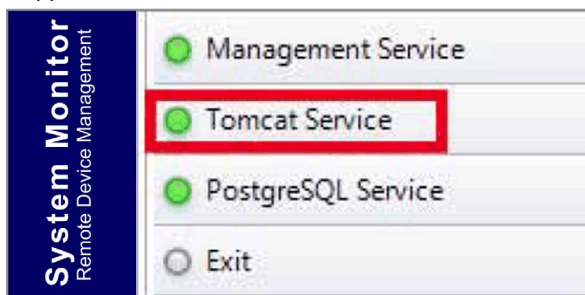 System Monitor
Remote Device Management
Management Service
Tomcat Service
PostgreSQL Service
Exit